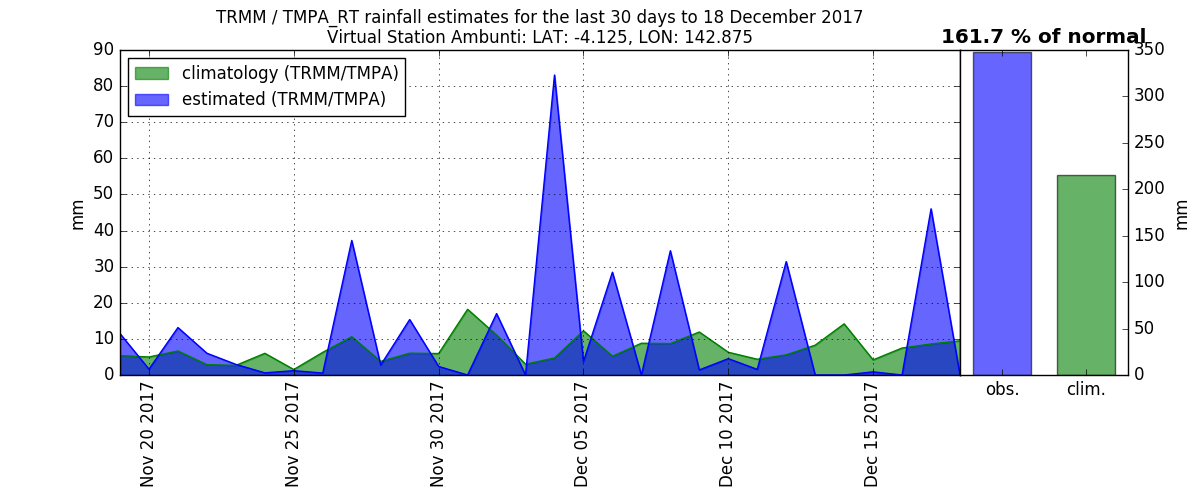 TRMM / TMPA_RT rainfall estimates for the last 30 days to 18 December 2017
Virtual Station Ambunti: LAT: -4.125, LON: 142.875
161.7 % of normal
climatology (TRMM/TMPA)
estimated (TRMM/TMPA)
90
80
70
60
50
40
30
20
10
0
mm
Nov 20 2017
Nov 25 2017
Nov 30 2017
Dec 05 2017
Dec 10 2017
Dec 15 2017
obs.
clim.
350
300
250
200
150
100
50
0
mm